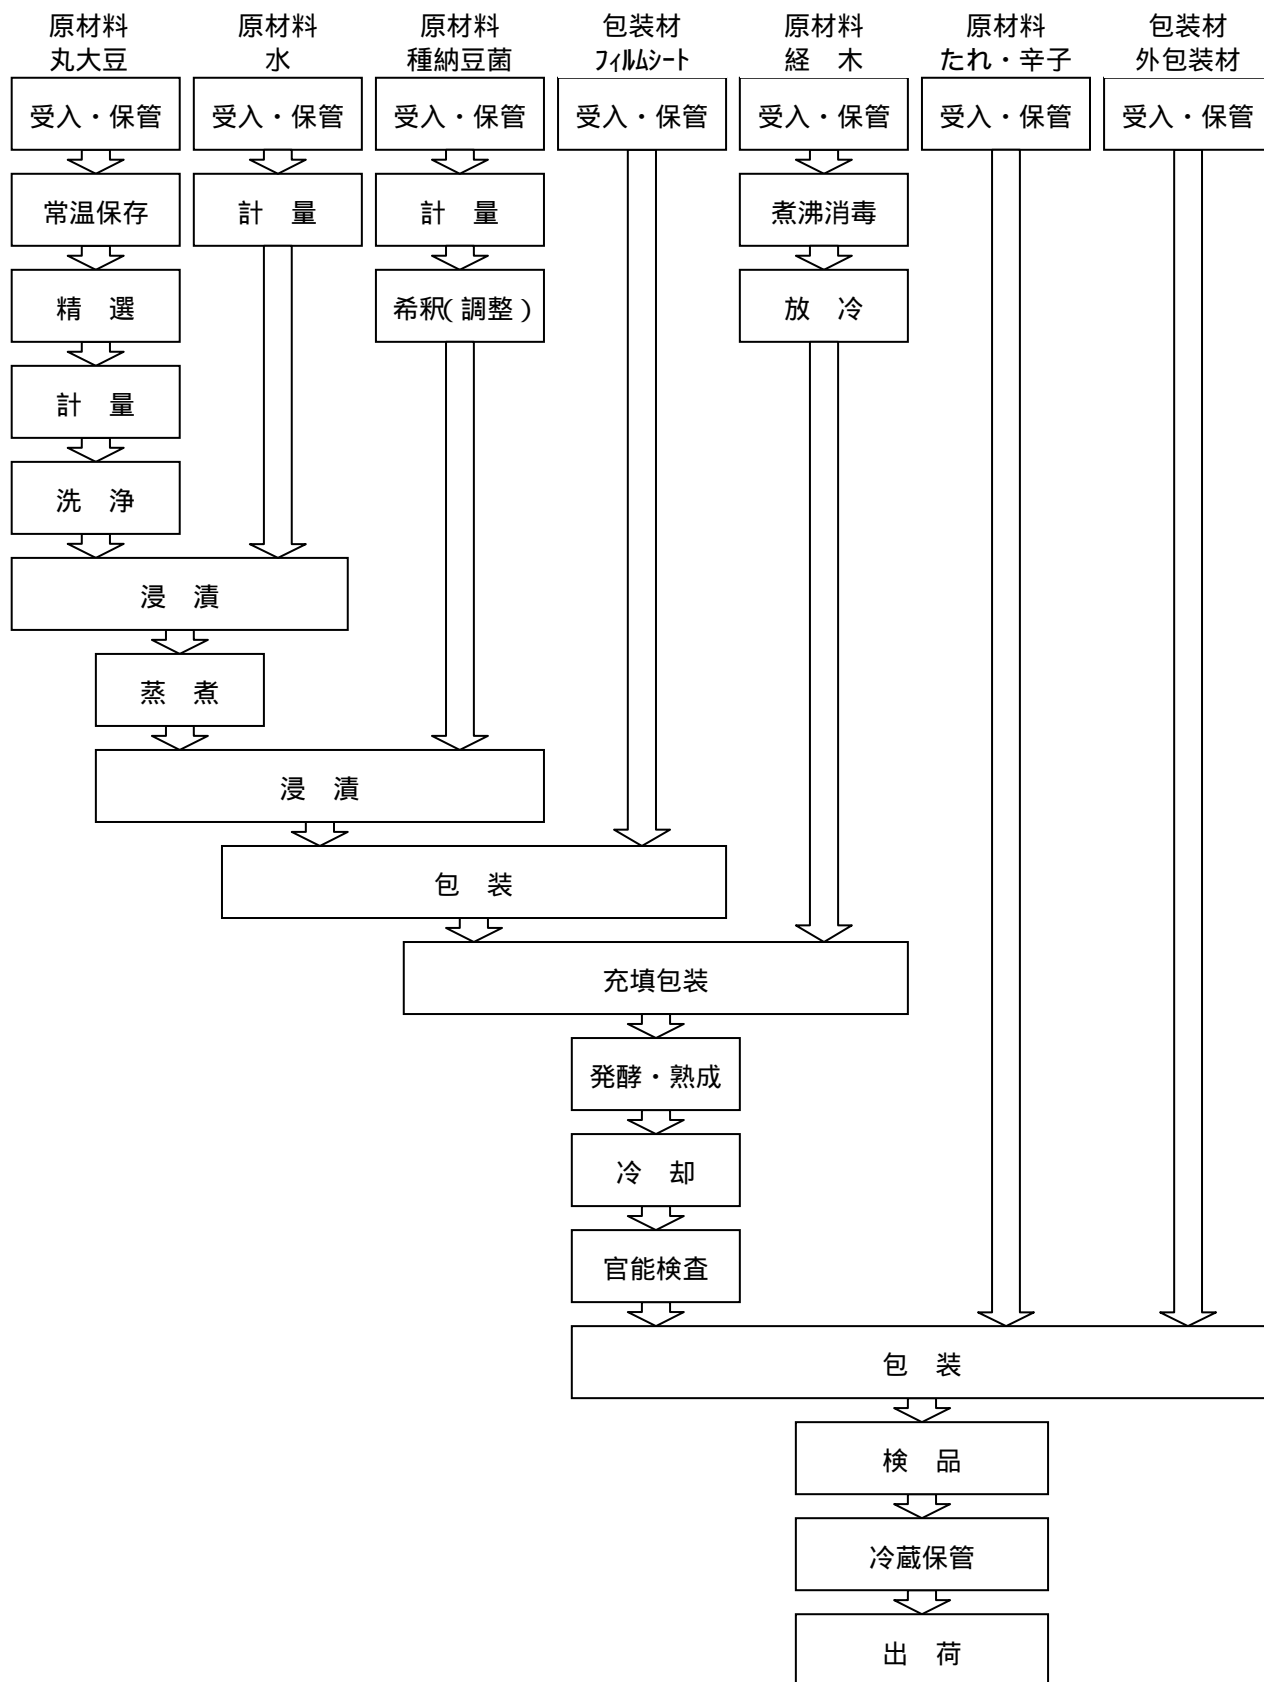 原材料 原材料 原材料 包装材 原材料 原材料 包装材
丸大豆 水 種納豆菌 フィルムシート 経　木 たれ・辛子 外包装材
受入・保管 受入・保管 受入・保管 受入・保管 受入・保管 受入・保管 受入・保管
常温保存 計　量 計　量 煮沸消毒
精　選 希釈(調整) 放　冷
計　量
洗　浄
浸　漬
蒸　煮
浸　漬
包　装
充填包装
発酵・熟成
冷　却
官能検査
包　装
検　品
冷蔵保管
出　荷